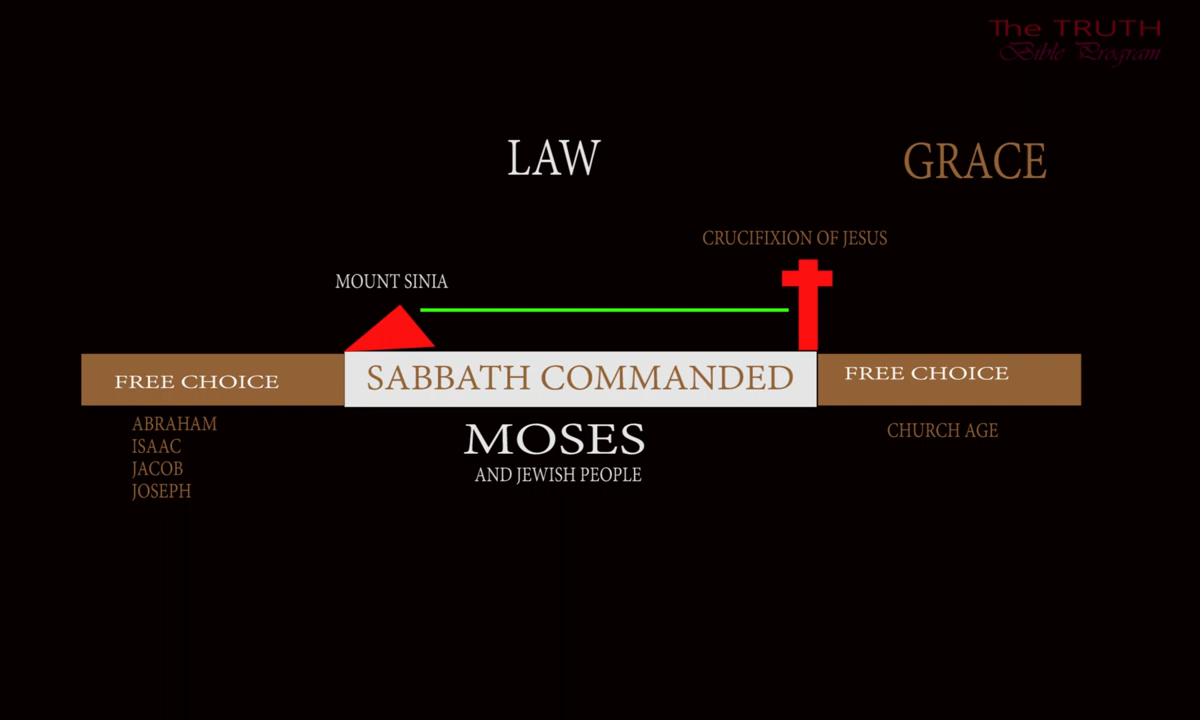 The TRUTH
Bible Program
LAW
GRACE
CRUCIFIXION OF JESUS
MOUNT SINIA
FREE CHOICE
SABBATH COMMANDED
FREE CHOICE
ABRAHAM
ISAAC
JACOB
JOSEPH
MOSES
AND JEWISH PEOPLE
CHURCH AGE